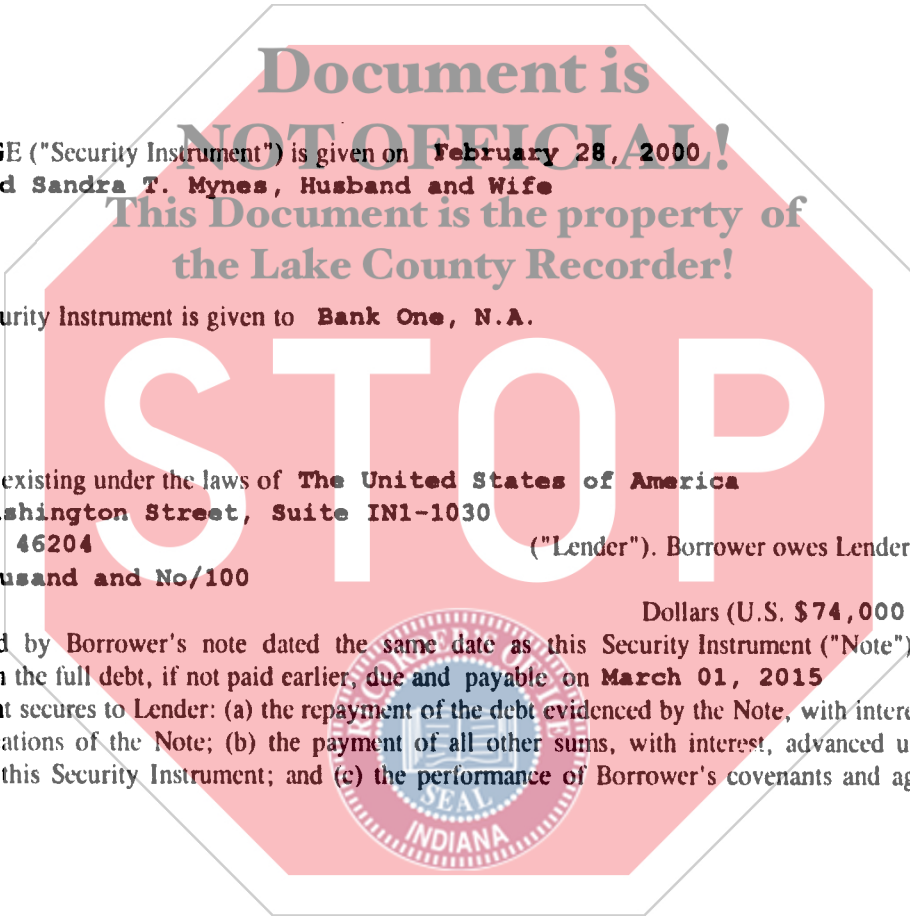 Document is
NOT OFFICIAL!
GE ("Security Instrument") is given on February 28, 2000
d Sandra T. Mynes, Husband and Wife
This Document is the property of
the Lake County Recorder!
urity Instrument is given to Bank One, N.A.
STOP
existing under the laws of The United States of America
shington Street, Suite IN1-1030
46204 ("Lender"). Borrower owes Lender
usand and No/100
Dollars (U.S. $74,000
d by Borrower's note dated the same date as this Security Instrument ("Note")
the full debt, if not paid earlier, due and payable on March 01, 2015
t secures to Lender: (a) the repayment of the debt evidenced by the Note, with intere
ations of the Note; (b) the payment of all other sums, with interest, advanced u
this Security Instrument; and (c) the performance of Borrower's covenants and ag
RECORDER'S OFFICE
SEAL
INDIANA